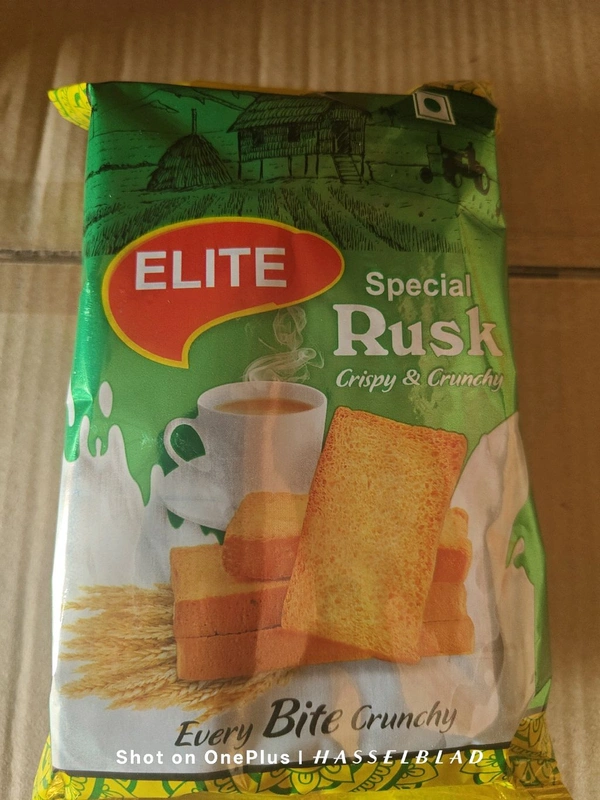 ELITE
Special
Rusk
Crispy & Crunchy
Every Bite Crunchy
Shot on OnePlus | HASSELBLAD